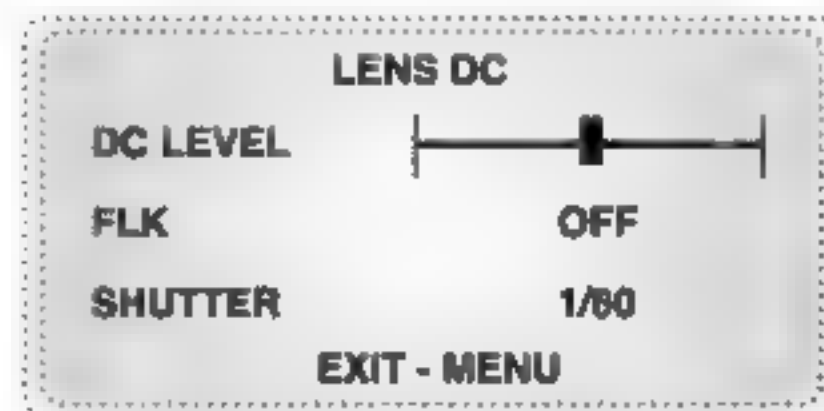 LENS DC
DC LEVEL
FLK OFF
SHUTTER 1/60
EXIT - MENU